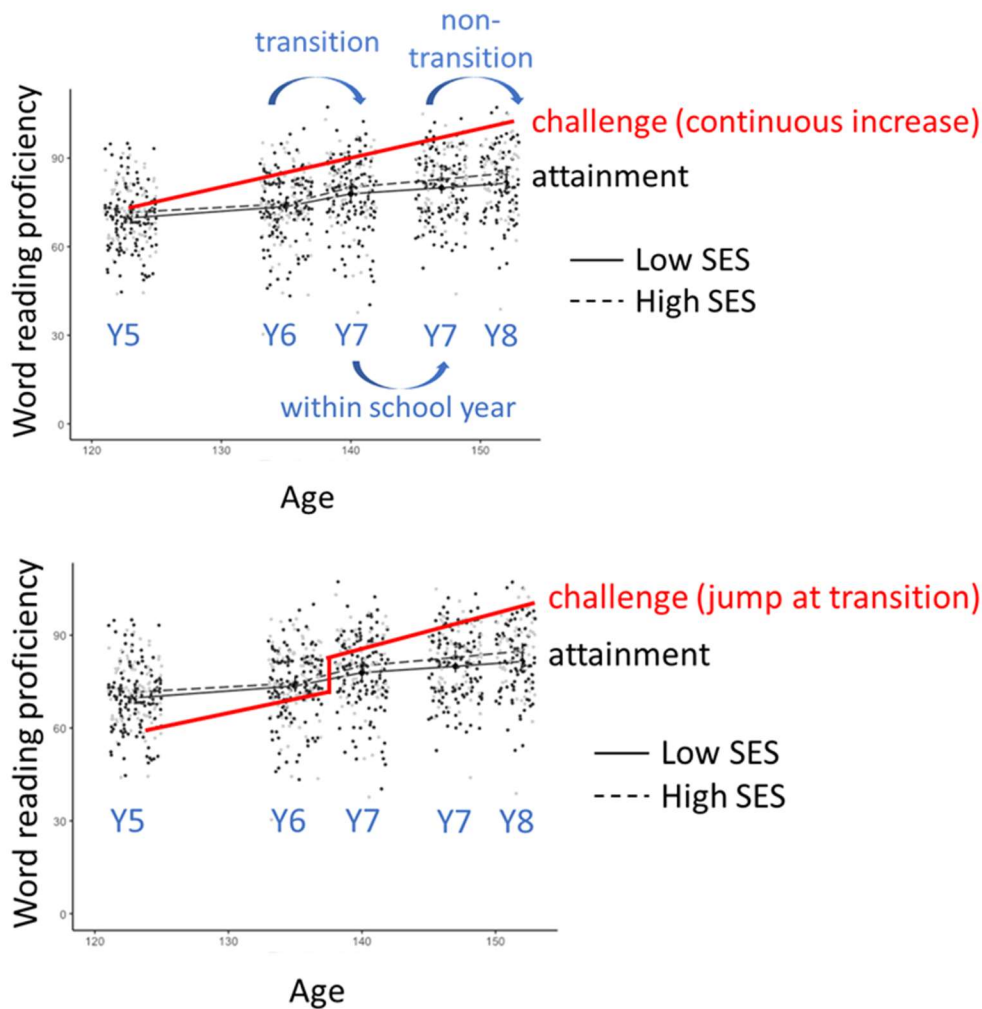 transition
non-
transition
challenge (continuous increase)
attainment
Low SES
High SES
Word reading proficiency
90
60
30
0
Y5
Y6
Y7
Y7
Y8
within school year
120
130
140
150
Age
challenge (jump at transition)
attainment
Low SES
High SES
Word reading proficiency
90
60
30
0
Y5
Y6
Y7
Y7
Y8
120
130
140
150
Age